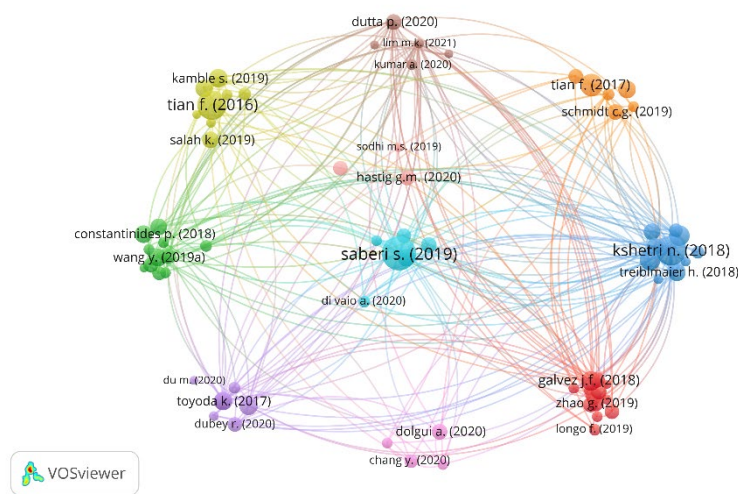 dutta p. (2020)
lim m.k. (2021)
kumar a. (2020)
kamble s. (2019)
tian f. (2016)
salah k. (2019)
tian f. (2017)
schmidt c.g. (2019)
sodhi m.s. (2019)
hastig g.m. (2020)
constantinides p. (2018)
wang y. (2019a)
saberi s. (2019)
kshetri n. (2018)
treiblmaier h. (2018)
di vaio a. (2020)
du m. (2020)
toyoda k. (2017)
dubey r. (2020)
galvez j.f. (2018)
zhao g. (2019)
longo f. (2019)
dolgui a. (2020)
chang y. (2020)
VOSviewer